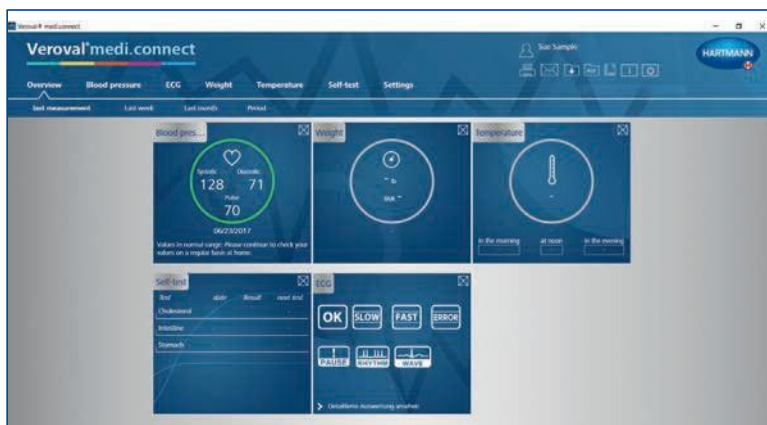 Veroval® medi.connect
Veroval® medi.connect
Sue Sample
HARTMANN
Overview Blood pressure ECG Weight Temperature Self-test Settings
last measurement Last week Last month Period
Blood pres...
Systolic Diastolic
128 71
Pulse
70
06/23/2017
Values in normal range: Please continue to check your
values on a regular basis at home.
Weight
Temperature
in the morning at noon in the evening
Self-test
Test date Result next test
Cholesterol
Intestine
Stomach
ECG
OK SLOW FAST ERROR
PAUSE RHYTHM WAVE
Detaillierte Auswertung ansehen